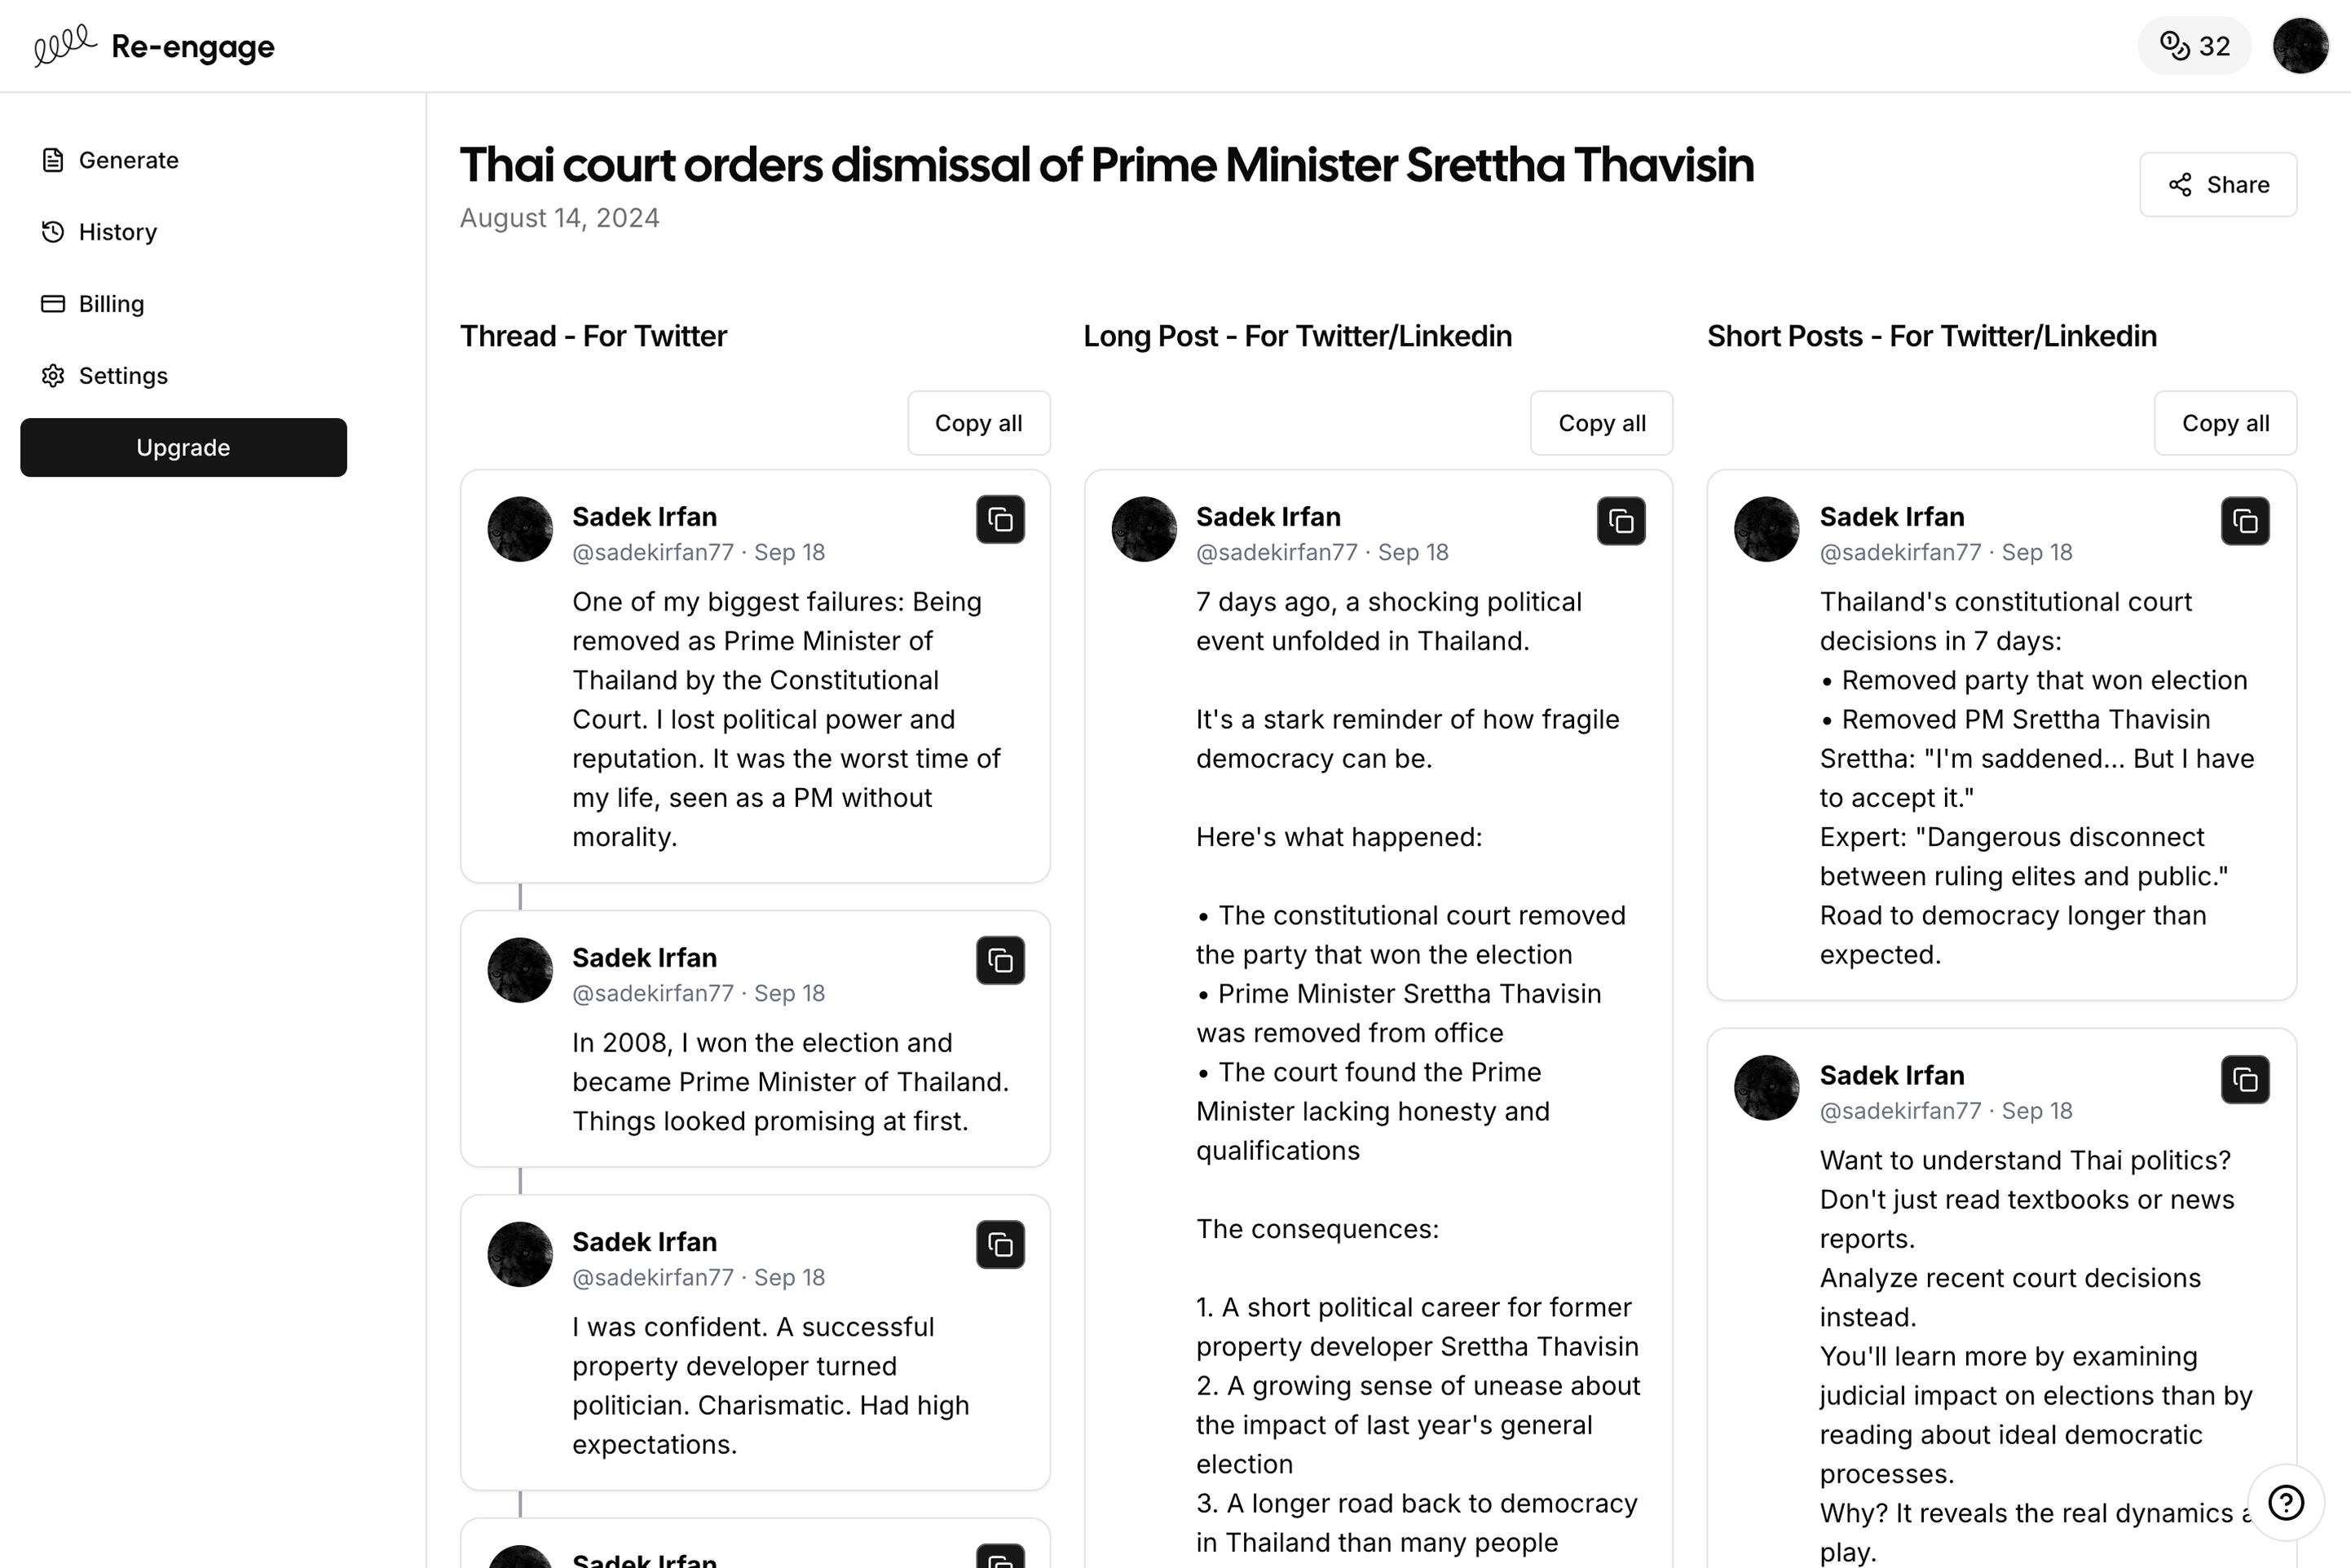 Re-engage
32
Generate
History
Billing
Settings
Upgrade
Thai court orders dismissal of Prime Minister Srettha Thavisin
August 14, 2024
Share
Thread - For Twitter
Copy all
Sadek Irfan
@sadekirfan77 · Sep 18
One of my biggest failures: Being
removed as Prime Minister of
Thailand by the Constitutional
Court. I lost political power and
reputation. It was the worst time of
my life, seen as a PM without
morality.
Sadek Irfan
@sadekirfan77 · Sep 18
In 2008, I won the election and
became Prime Minister of Thailand.
Things looked promising at first.
Sadek Irfan
@sadekirfan77 · Sep 18
I was confident. A successful
property developer turned
politician. Charismatic. Had high
expectations.
Sadek Irfan
Long Post - For Twitter/Linkedin
Copy all
Sadek Irfan
@sadekirfan77 · Sep 18
7 days ago, a shocking political
event unfolded in Thailand.
It's a stark reminder of how fragile
democracy can be.
Here's what happened:
• The constitutional court removed
the party that won the election
• Prime Minister Srettha Thavisin
was removed from office
• The court found the Prime
Minister lacking honesty and
qualifications
The consequences:
1. A short political career for former
property developer Srettha Thavisin
2. A growing sense of unease about
the impact of last year's general
election
3. A longer road back to democracy
in Thailand than many people
Short Posts - For Twitter/Linkedin
Copy all
Sadek Irfan
@sadekirfan77 · Sep 18
Thailand's constitutional court
decisions in 7 days:
• Removed party that won election
• Removed PM Srettha Thavisin
Srettha: "I'm saddened... But I have
to accept it."
Expert: "Dangerous disconnect
between ruling elites and public."
Road to democracy longer than
expected.
Sadek Irfan
@sadekirfan77 · Sep 18
Want to understand Thai politics?
Don't just read textbooks or news
reports.
Analyze recent court decisions
instead.
You'll learn more by examining
judicial impact on elections than by
reading about ideal democratic
processes.
Why? It reveals the real dynamics
play.